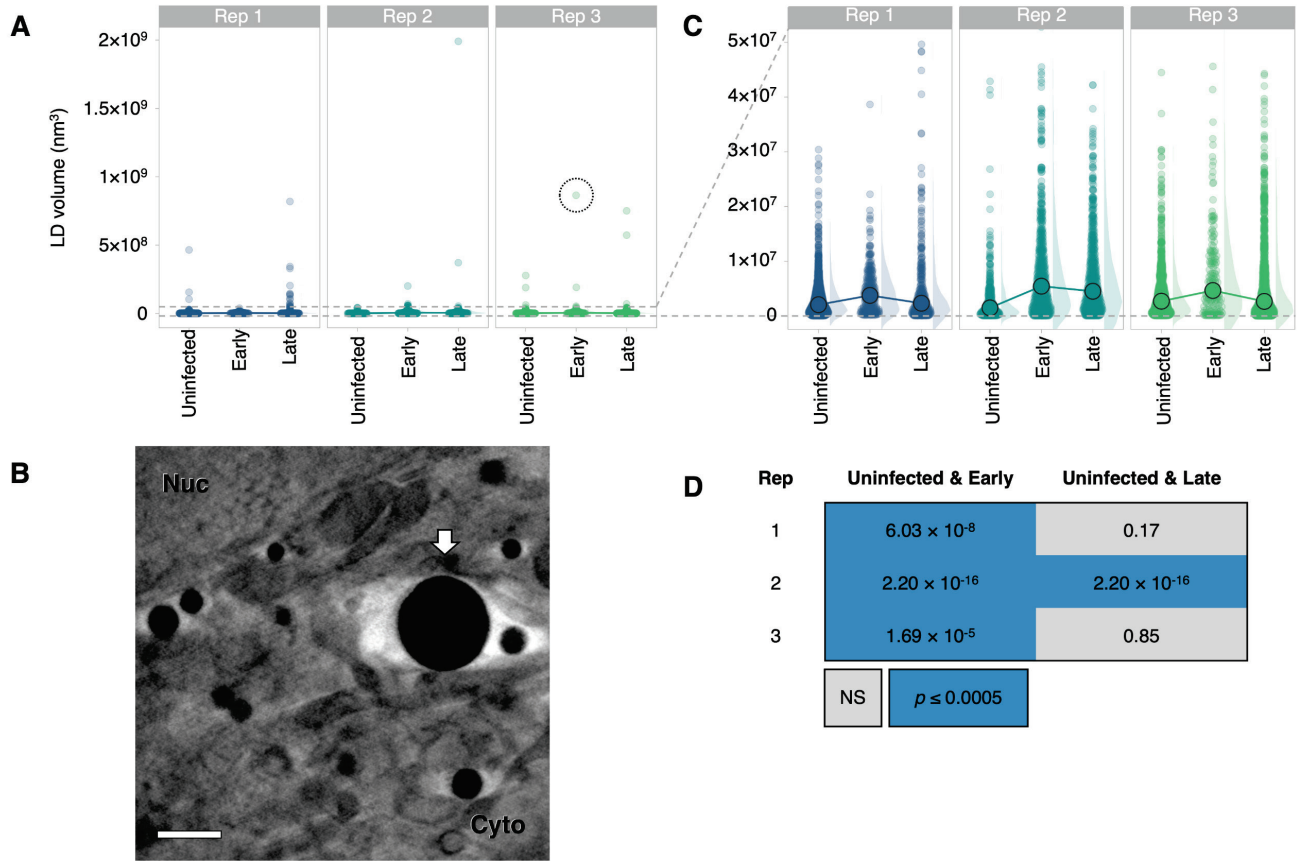 A
Rep 1 Rep 2 Rep 3
LD volume (nm³)
2×10⁹
1.5×10⁹
1×10⁹
5×10⁸
0
Uninfected Early Late Uninfected Early Late Uninfected Early Late
C
Rep 1 Rep 2 Rep 3
5×10⁷
4×10⁷
3×10⁷
2×10⁷
1×10⁷
0
Uninfected Early Late Uninfected Early Late Uninfected Early Late
B
Nuc
Cyto
D
Rep Uninfected & Early Uninfected & Late
1 6.03 × 10⁻⁸ 0.17
2 2.20 × 10⁻¹⁶ 2.20 × 10⁻¹⁶
3 1.69 × 10⁻⁵ 0.85
NS p ≤ 0.0005